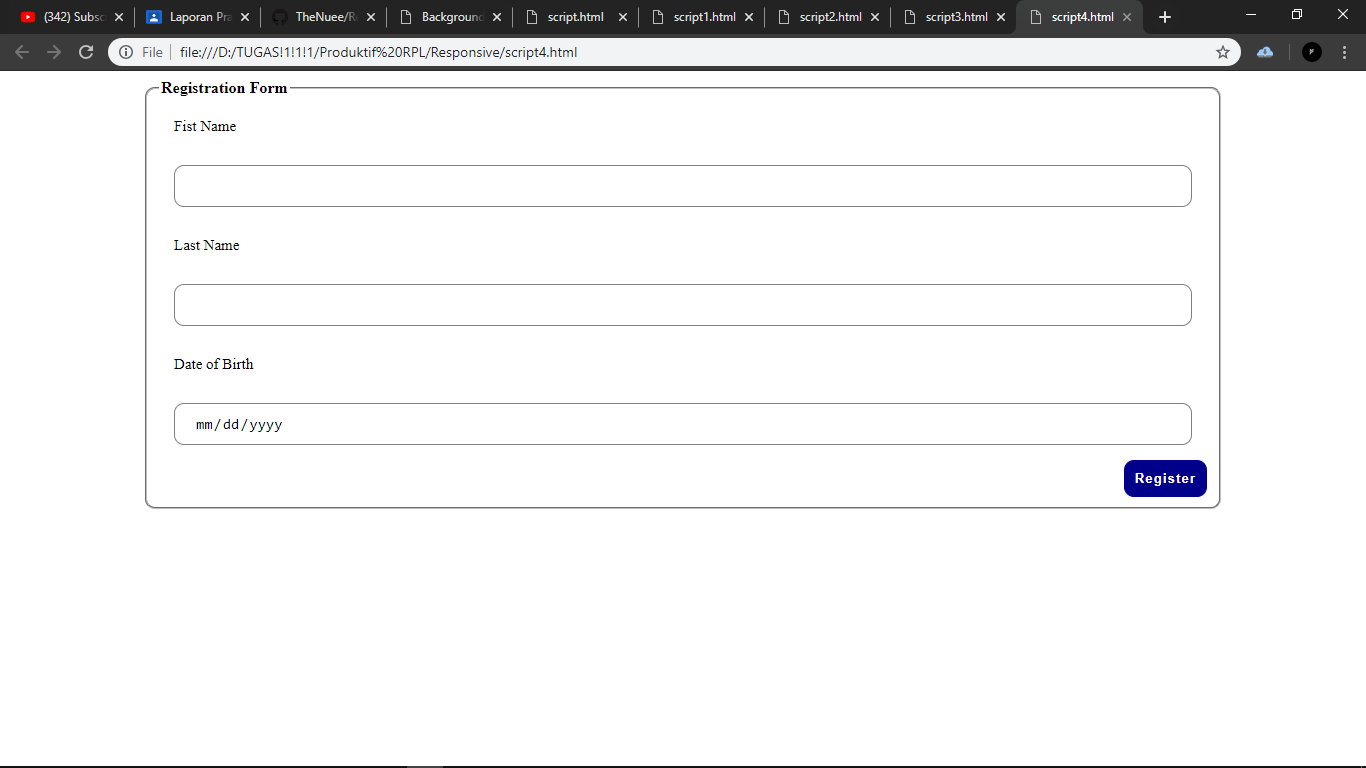 (342) Subsc
Laporan Pra
TheNuee/R
Background
script.html
script1.html
script2.html
script3.html
script4.html
File
file:///D:/TUGAS!1!1!1/Produktif%20RPL/Responsive/script4.html
Registration Form
Fist Name
Last Name
Date of Birth
mm/dd/yyyy
Register